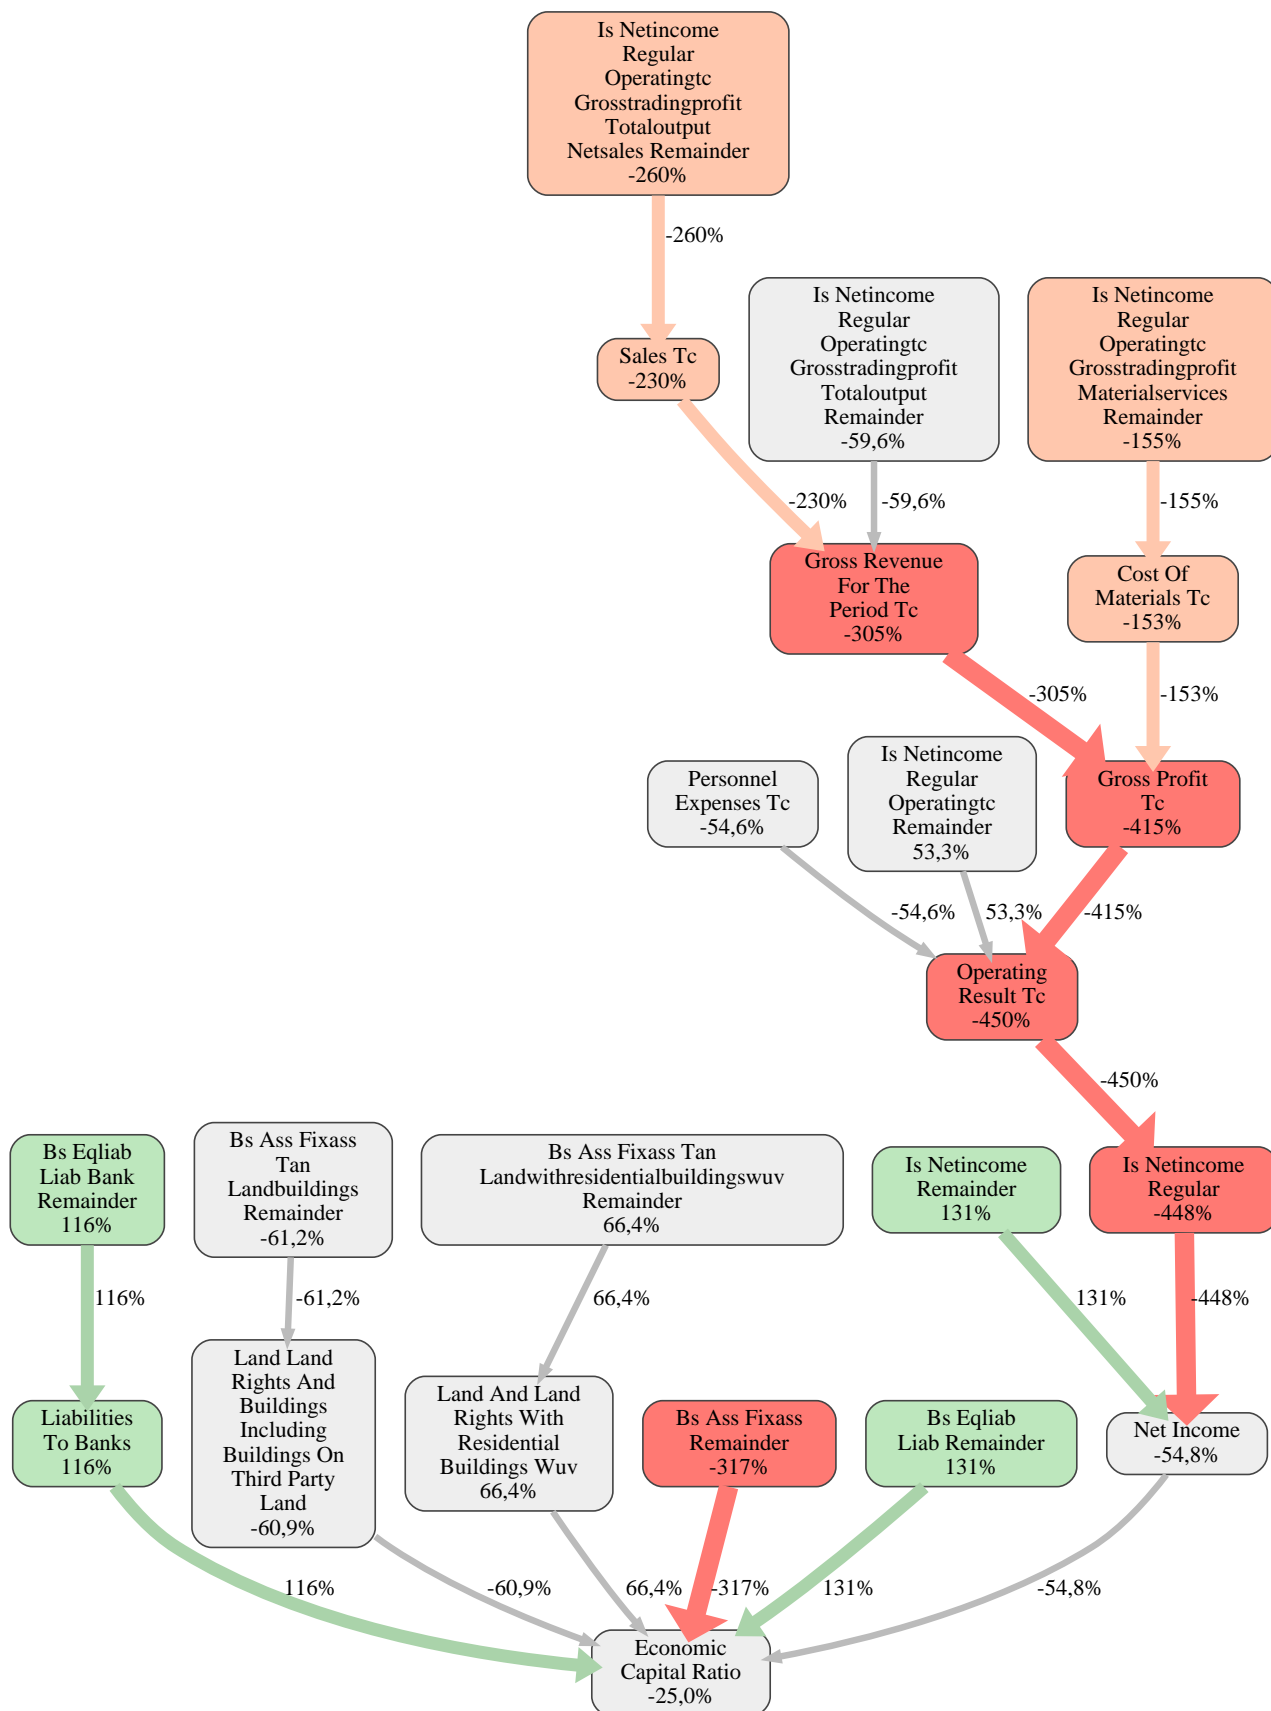 Is Netincome
Regular
Operatingtc
Grosstradingprofit
Totaloutput
Netsales Remainder
-260%
-260%
Sales Tc
-230%
Is Netincome
Regular
Operatingtc
Grosstradingprofit
Totaloutput
Remainder
-59,6%
Is Netincome
Regular
Operatingtc
Grosstradingprofit
Materialservices
Remainder
-155%
-230%
-59,6%
-155%
Gross Revenue
For The
Period Tc
-305%
Cost Of
Materials Tc
-153%
-305%
-153%
Personnel
Expenses Tc
-54,6%
Is Netincome
Regular
Operatingtc
Remainder
53,3%
Gross Profit
Tc
-415%
-54,6%
53,3%
-415%
Operating
Result Tc
-450%
-450%
Bs Eqliab
Liab Bank
Remainder
116%
Bs Ass Fixass
Tan
Landbuildings
Remainder
-61,2%
Bs Ass Fixass Tan
Landwithresidentialbuildingswuv
Remainder
66,4%
Is Netincome
Remainder
131%
Is Netincome
Regular
-448%
116%
-61,2%
66,4%
131%
-448%
Liabilities
To Banks
116%
Land Land
Rights And
Buildings
Including
Buildings On
Third Party
Land
-60,9%
Land And Land
Rights With
Residential
Buildings Wuv
66,4%
Bs Ass Fixass
Remainder
-317%
Bs Eqliab
Liab Remainder
131%
Net Income
-54,8%
116%
-60,9%
66,4%
-317%
131%
-54,8%
Economic
Capital Ratio
-25,0%